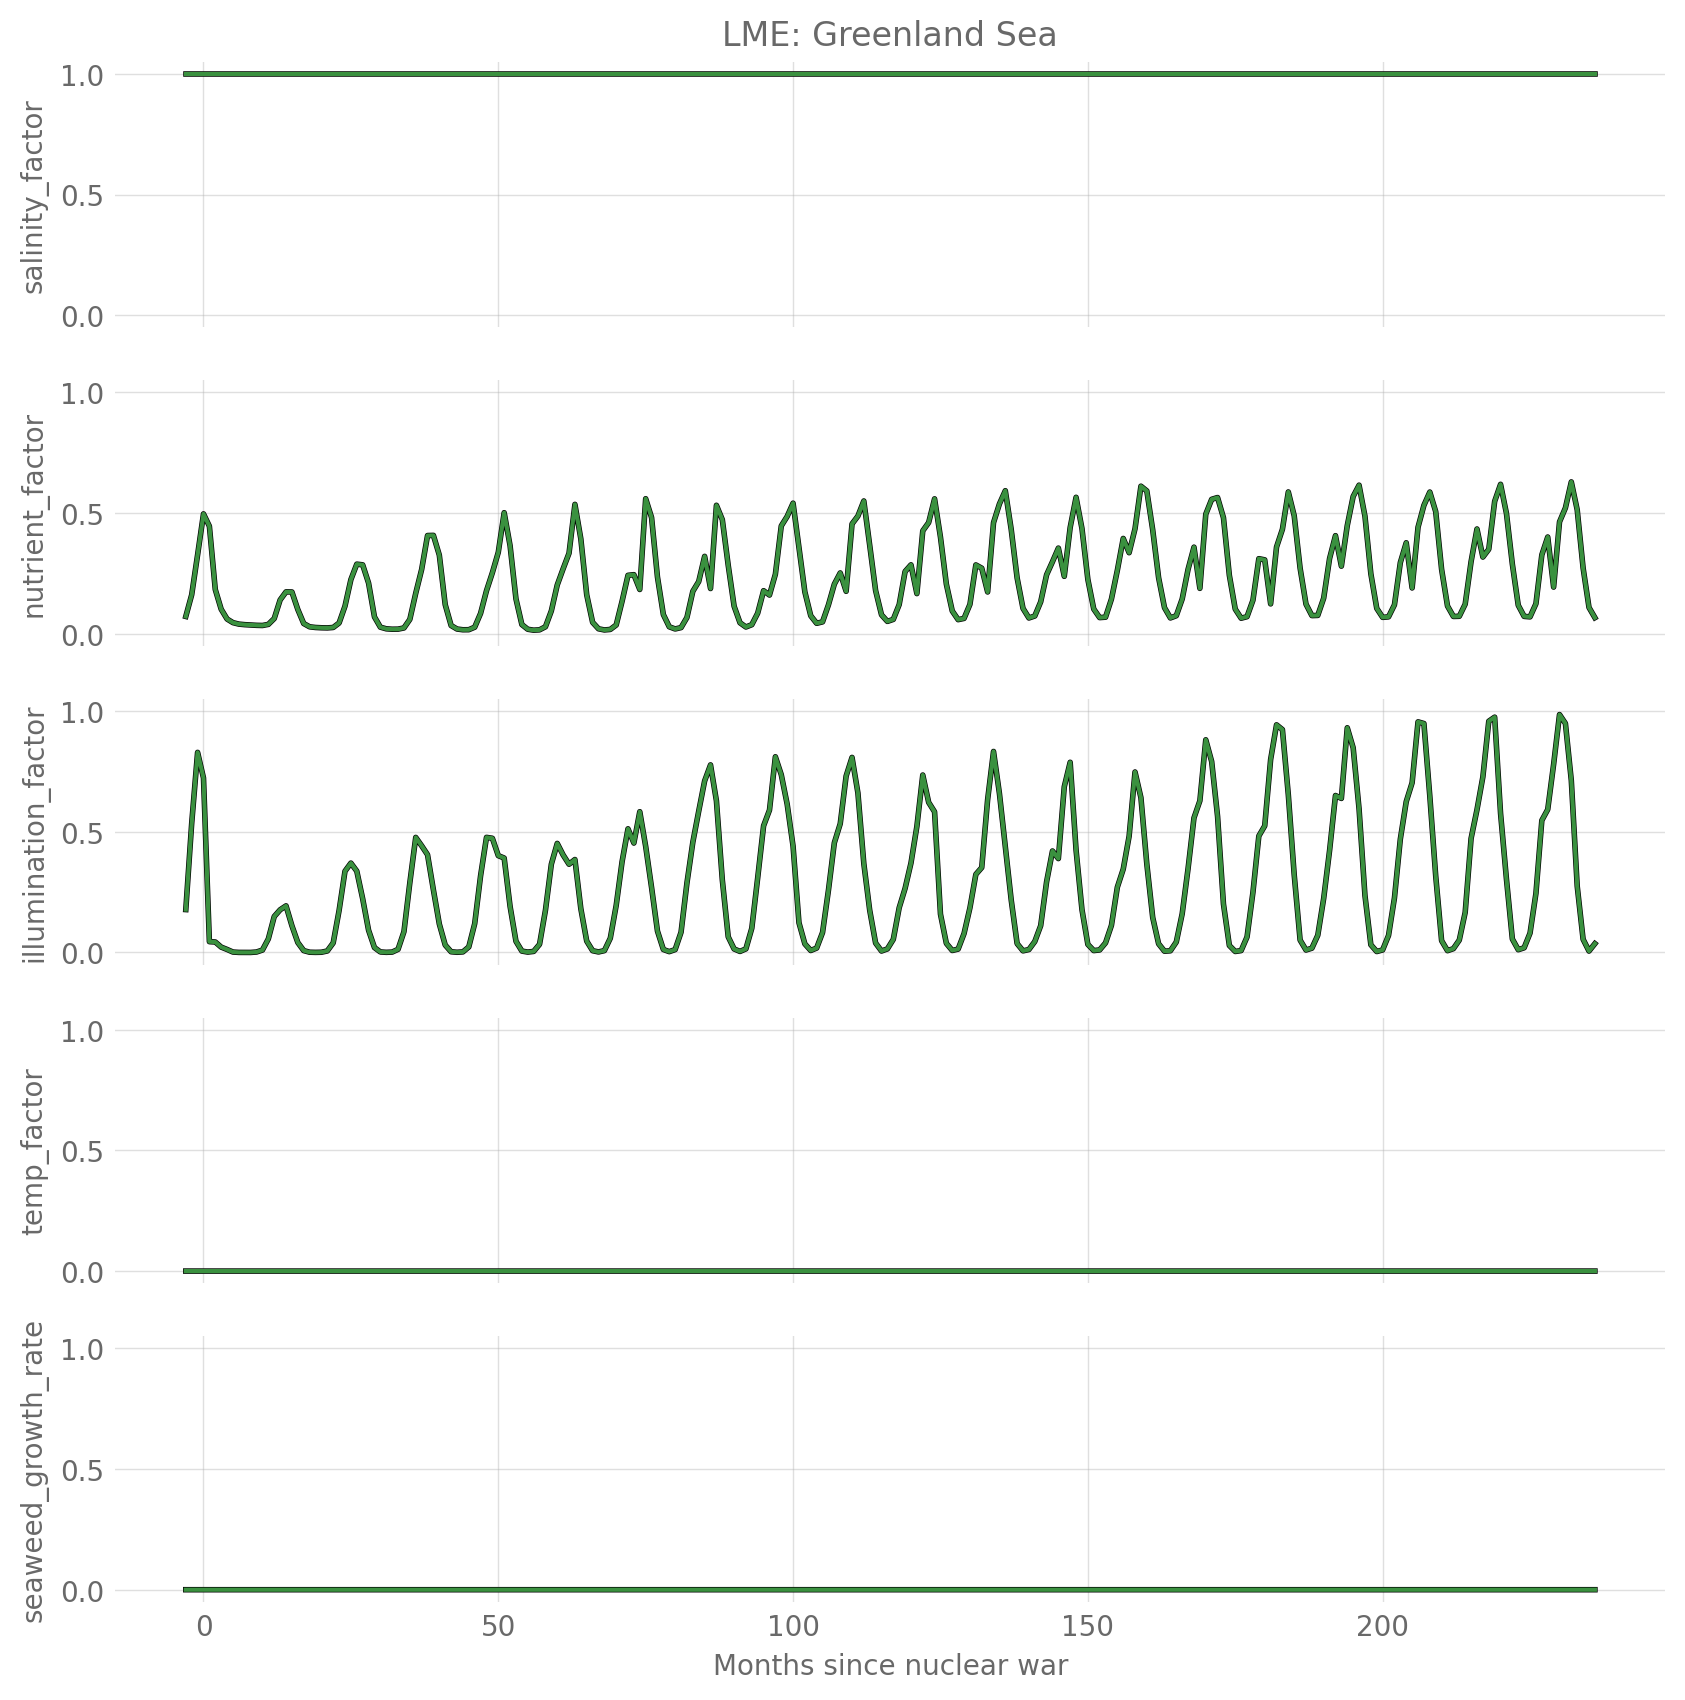 LME: Greenland Sea
salinity_factor
1.0
0.5
0.0
nutrient_factor
1.0
0.5
0.0
illumination_factor
1.0
0.5
0.0
temp_factor
1.0
0.5
0.0
seaweed_growth_rate
1.0
0.5
0.0
0 50 100 150 200
Months since nuclear war